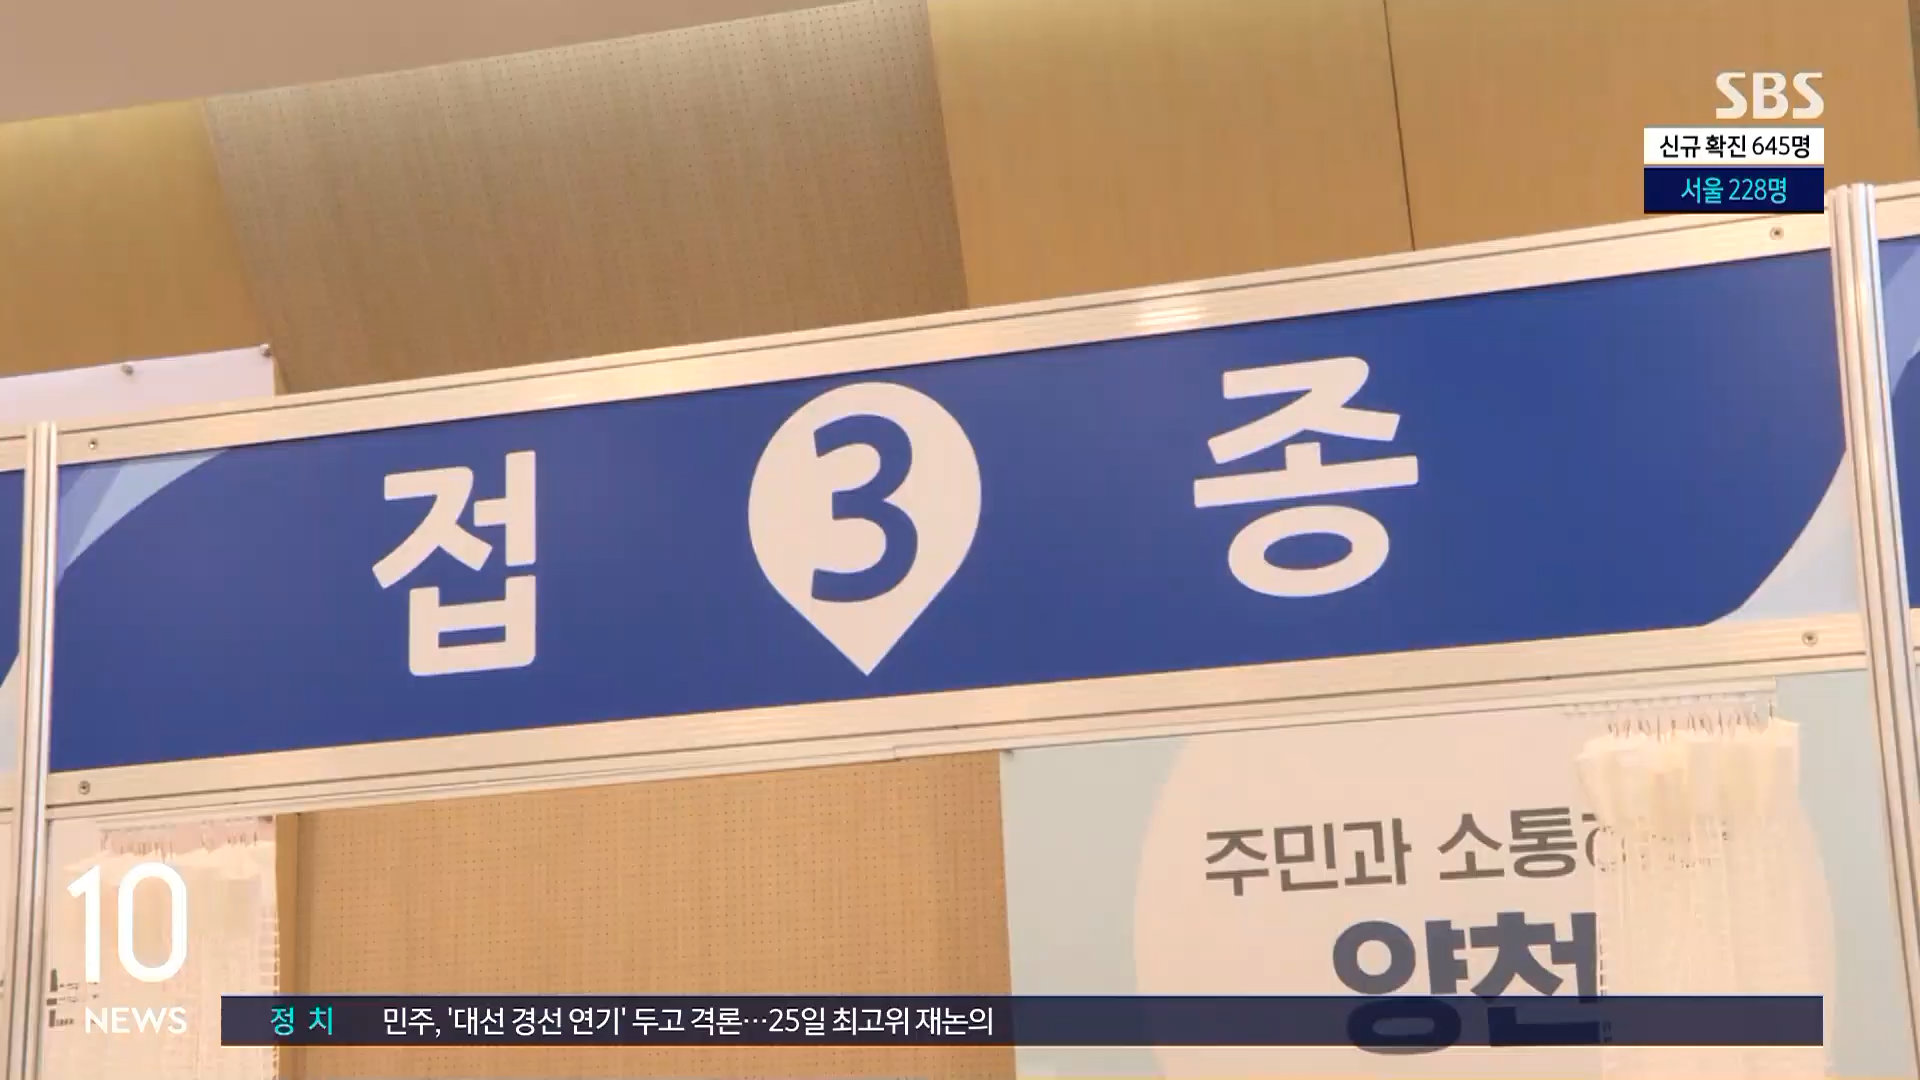 SBS
신규 확진 645명
서울 228명
접 3 종
주민과 소통
양천
10
NEWS
정치 민주, '대선 경선 연기' 두고 격론…25일 최고위 재논의